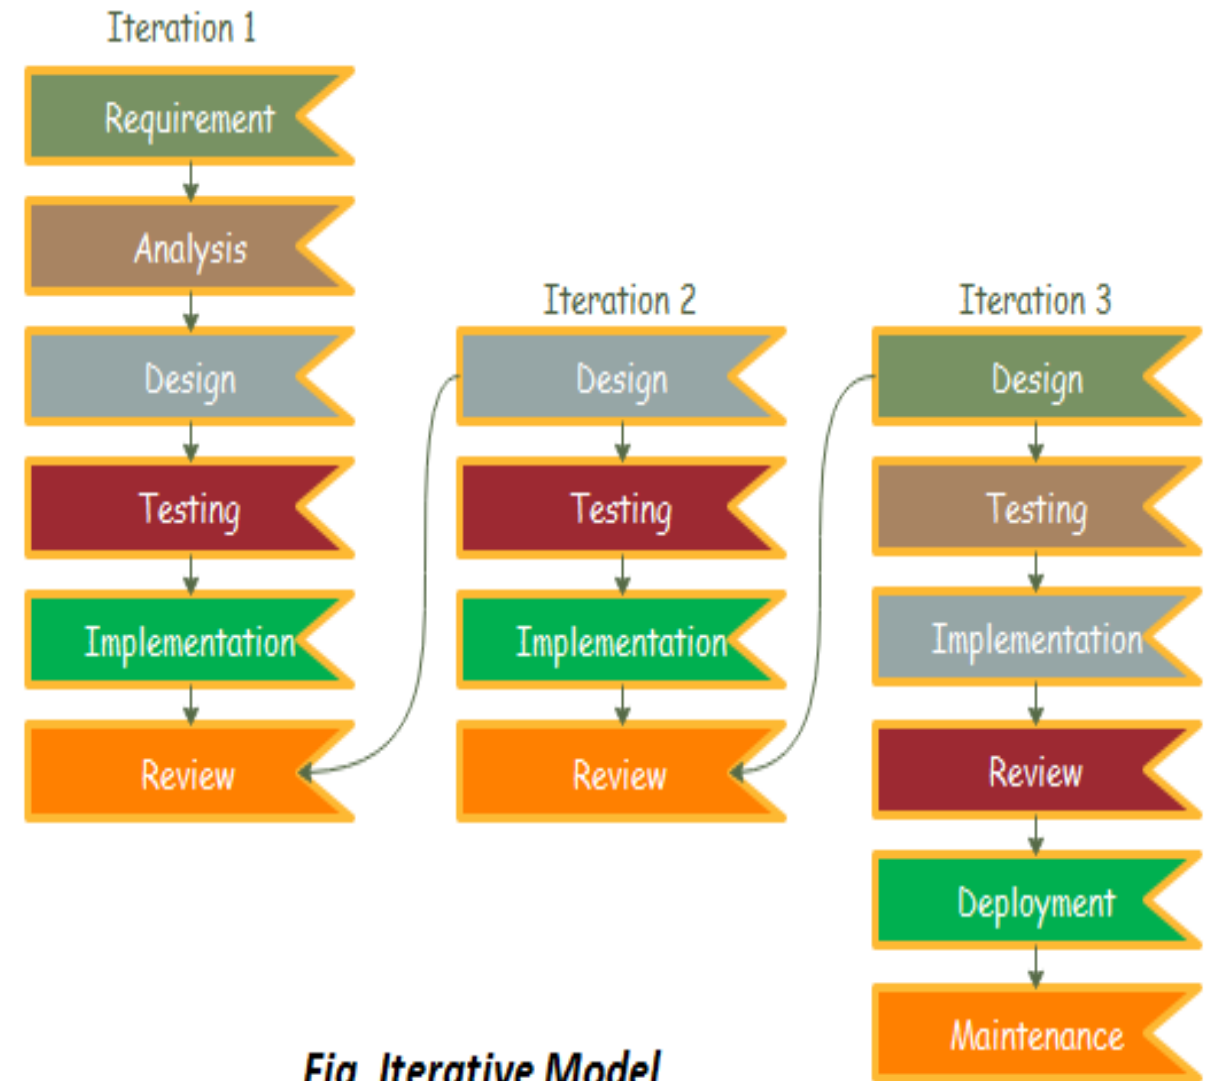 Iteration 1
Requirement
Analysis
Design
Testing
Implementation
Review
Iteration 2
Design
Testing
Implementation
Review
Iteration 3
Design
Testing
Implementation
Review
Deployment
Maintenance
Fig. Iterative Model